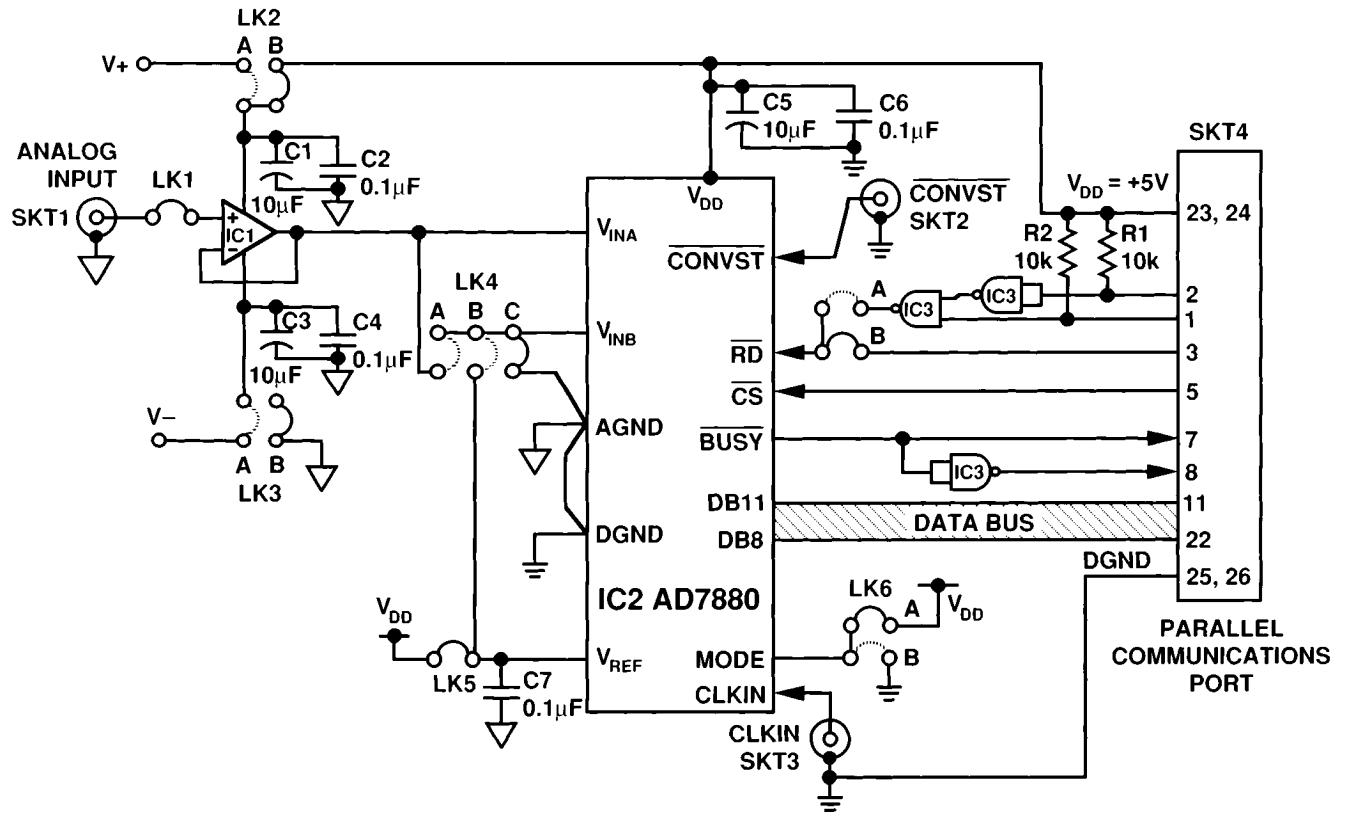 LK2
A B
V+
C5
10µF
C6
0.1µF
SKT4
ANALOG
INPUT
LK1
C1
10µF
C2
0.1µF
SKT1
+
IC1
–
V_DD
CONVST
SKT2
V_DD = +5V
23, 24
V_INA
CONVST
R2
10k
R1
10k
LK4
A B C
C3
10µF
C4
0.1µF
A
IC3
IC3
2
1
V_INB
RD
B
3
CS
5
V–
AGND
BUSY
7
IC3
8
A B
LK3
DB11
11
DATA BUS
DGND
DB8
22
DGND
25, 26
IC2 AD7880
LK6
A
V_DD
V_DD
B
PARALLEL
COMMUNICATIONS
PORT
LK5
V_REF
MODE
C7
0.1µF
CLKIN
CLKIN
SKT3